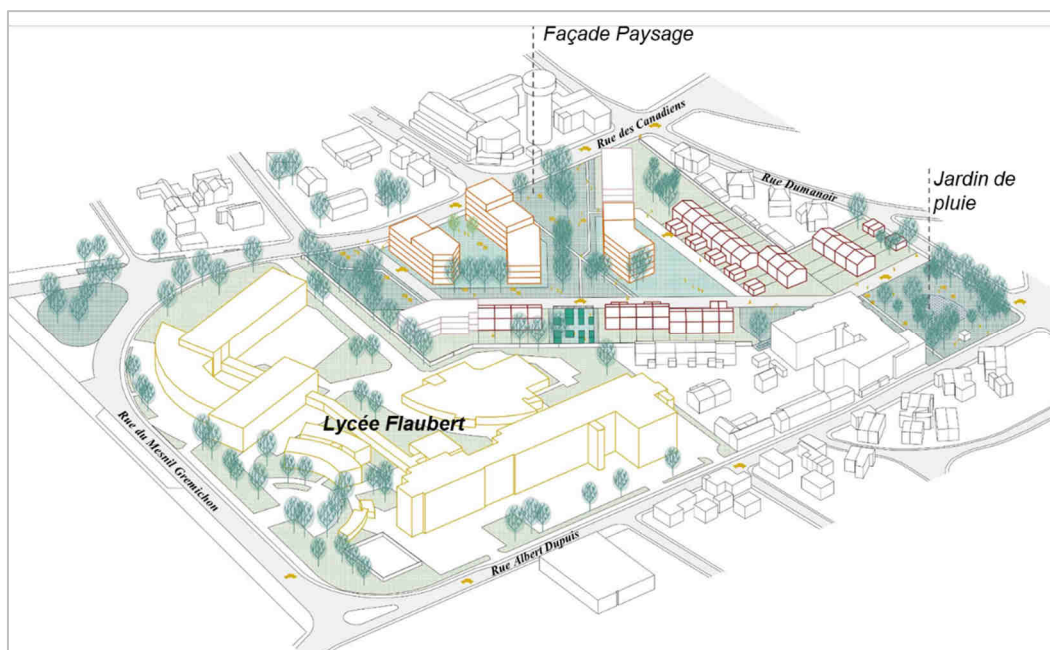 Façade Paysage
Rue des Canadiens
Rue Dumanoir
Jardin de
pluie
Lycée Flaubert
Rue du Mesnil Gremichon
Rue Albert Dupuis